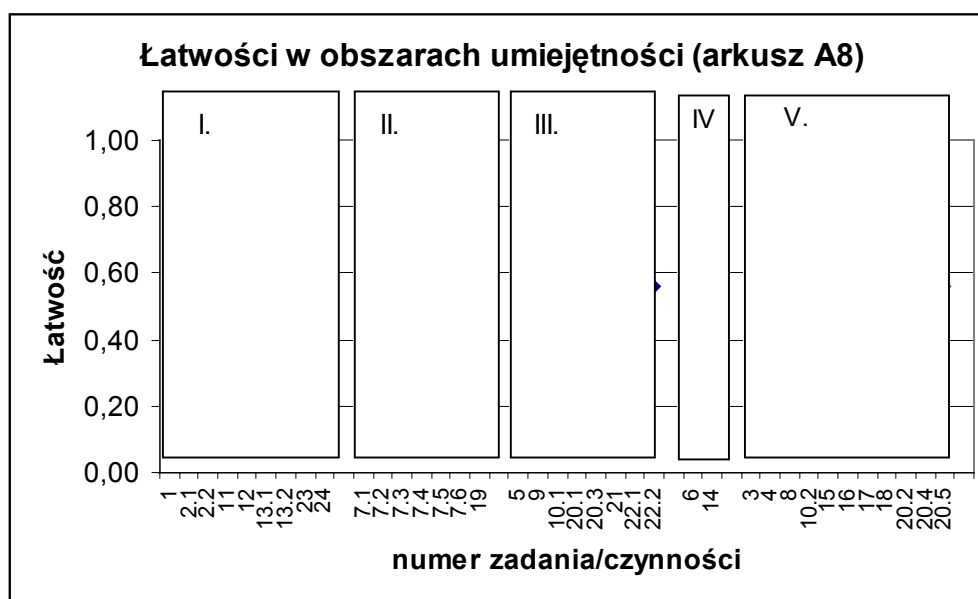 Łatwości w obszarach umiejętności (arkusz A8)
I. II. III. IV V.
1,00
0,80
0,60
0,40
0,20
0,00
Łatwość
1 2.1 2.2 11 12 13.1 13.2 23 24 7.1 7.2 7.3 7.4 7.5 7.6 19 5 9 10.1 20.1 20.3 21 22.1 22.2 6 14 3 4 8 10.2 15 16 17 18 20.2 20.4 20.5
numer zadania/czynności